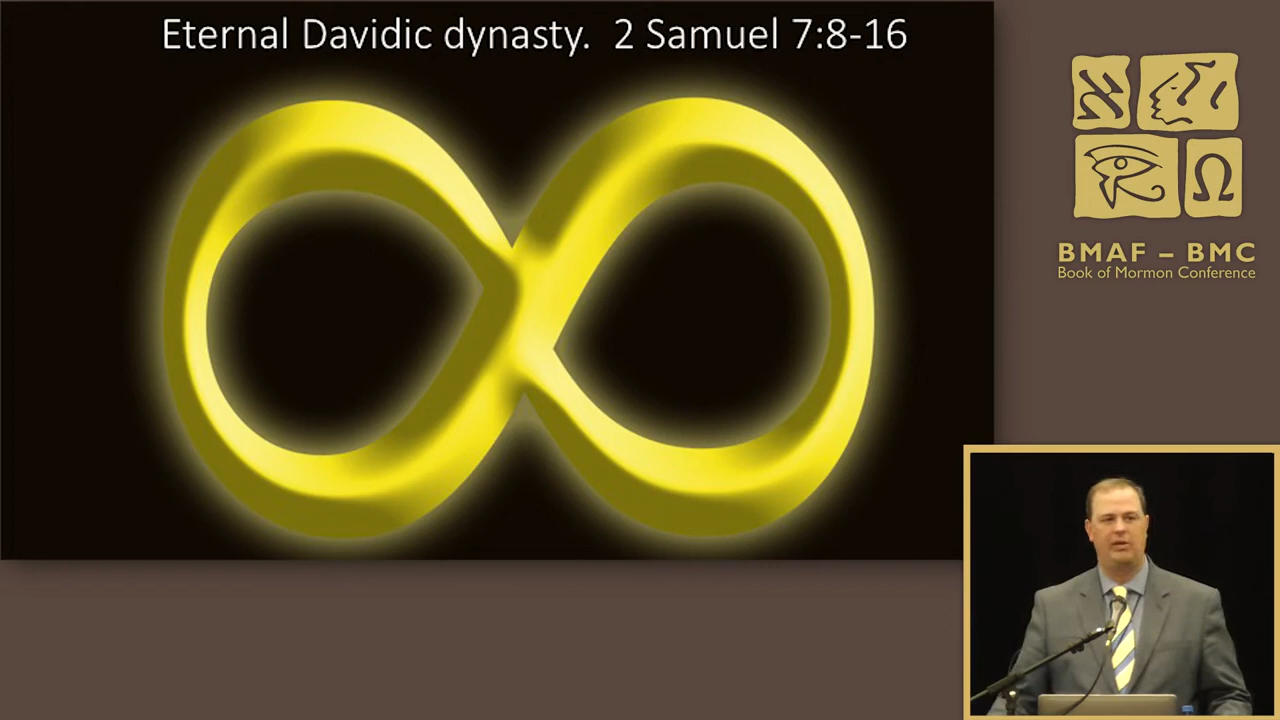 Eternal Davidic dynasty.  2 Samuel 7:8-16
א
Ω
BMAF – BMC
Book of Mormon Conference